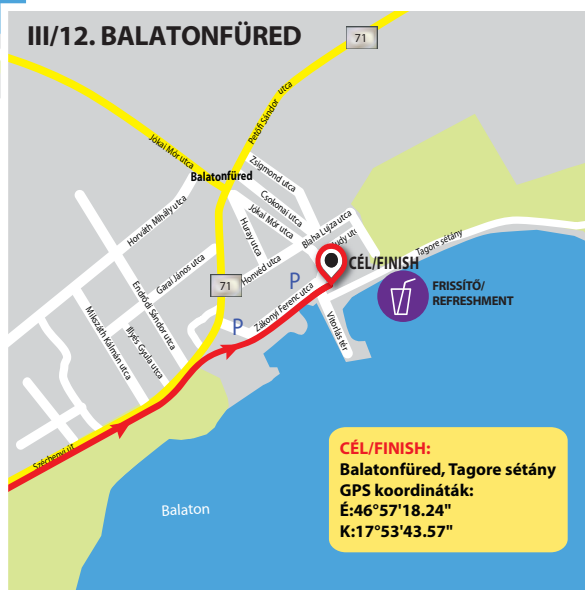 III/12. BALATONFÜRED
71
Petőfi Sándor utca
Jókai Mór utca
Zsigmond utca
Balatonfüred
Csokonai utca
Jókai Mór utca
Horváth Mihály utca
Huray utca
Blaha Lujza utca
Tagore sétány
Honvéd utca
CÉL/FINISH
Garai János utca
P
71
FRISSÍTŐ/
REFRESHMENT
Endrődi Sándor utca
Zákonyi Ferenc utca
P
Vitorlás tér
Illyés Gyula utca
Mikszáth Kálmán utca
Széchenyi út
CÉL/FINISH:
Balatonfüred, Tagore sétány
GPS koordináták:
É:46°57'18.24"
K:17°53'43.57"
Balaton